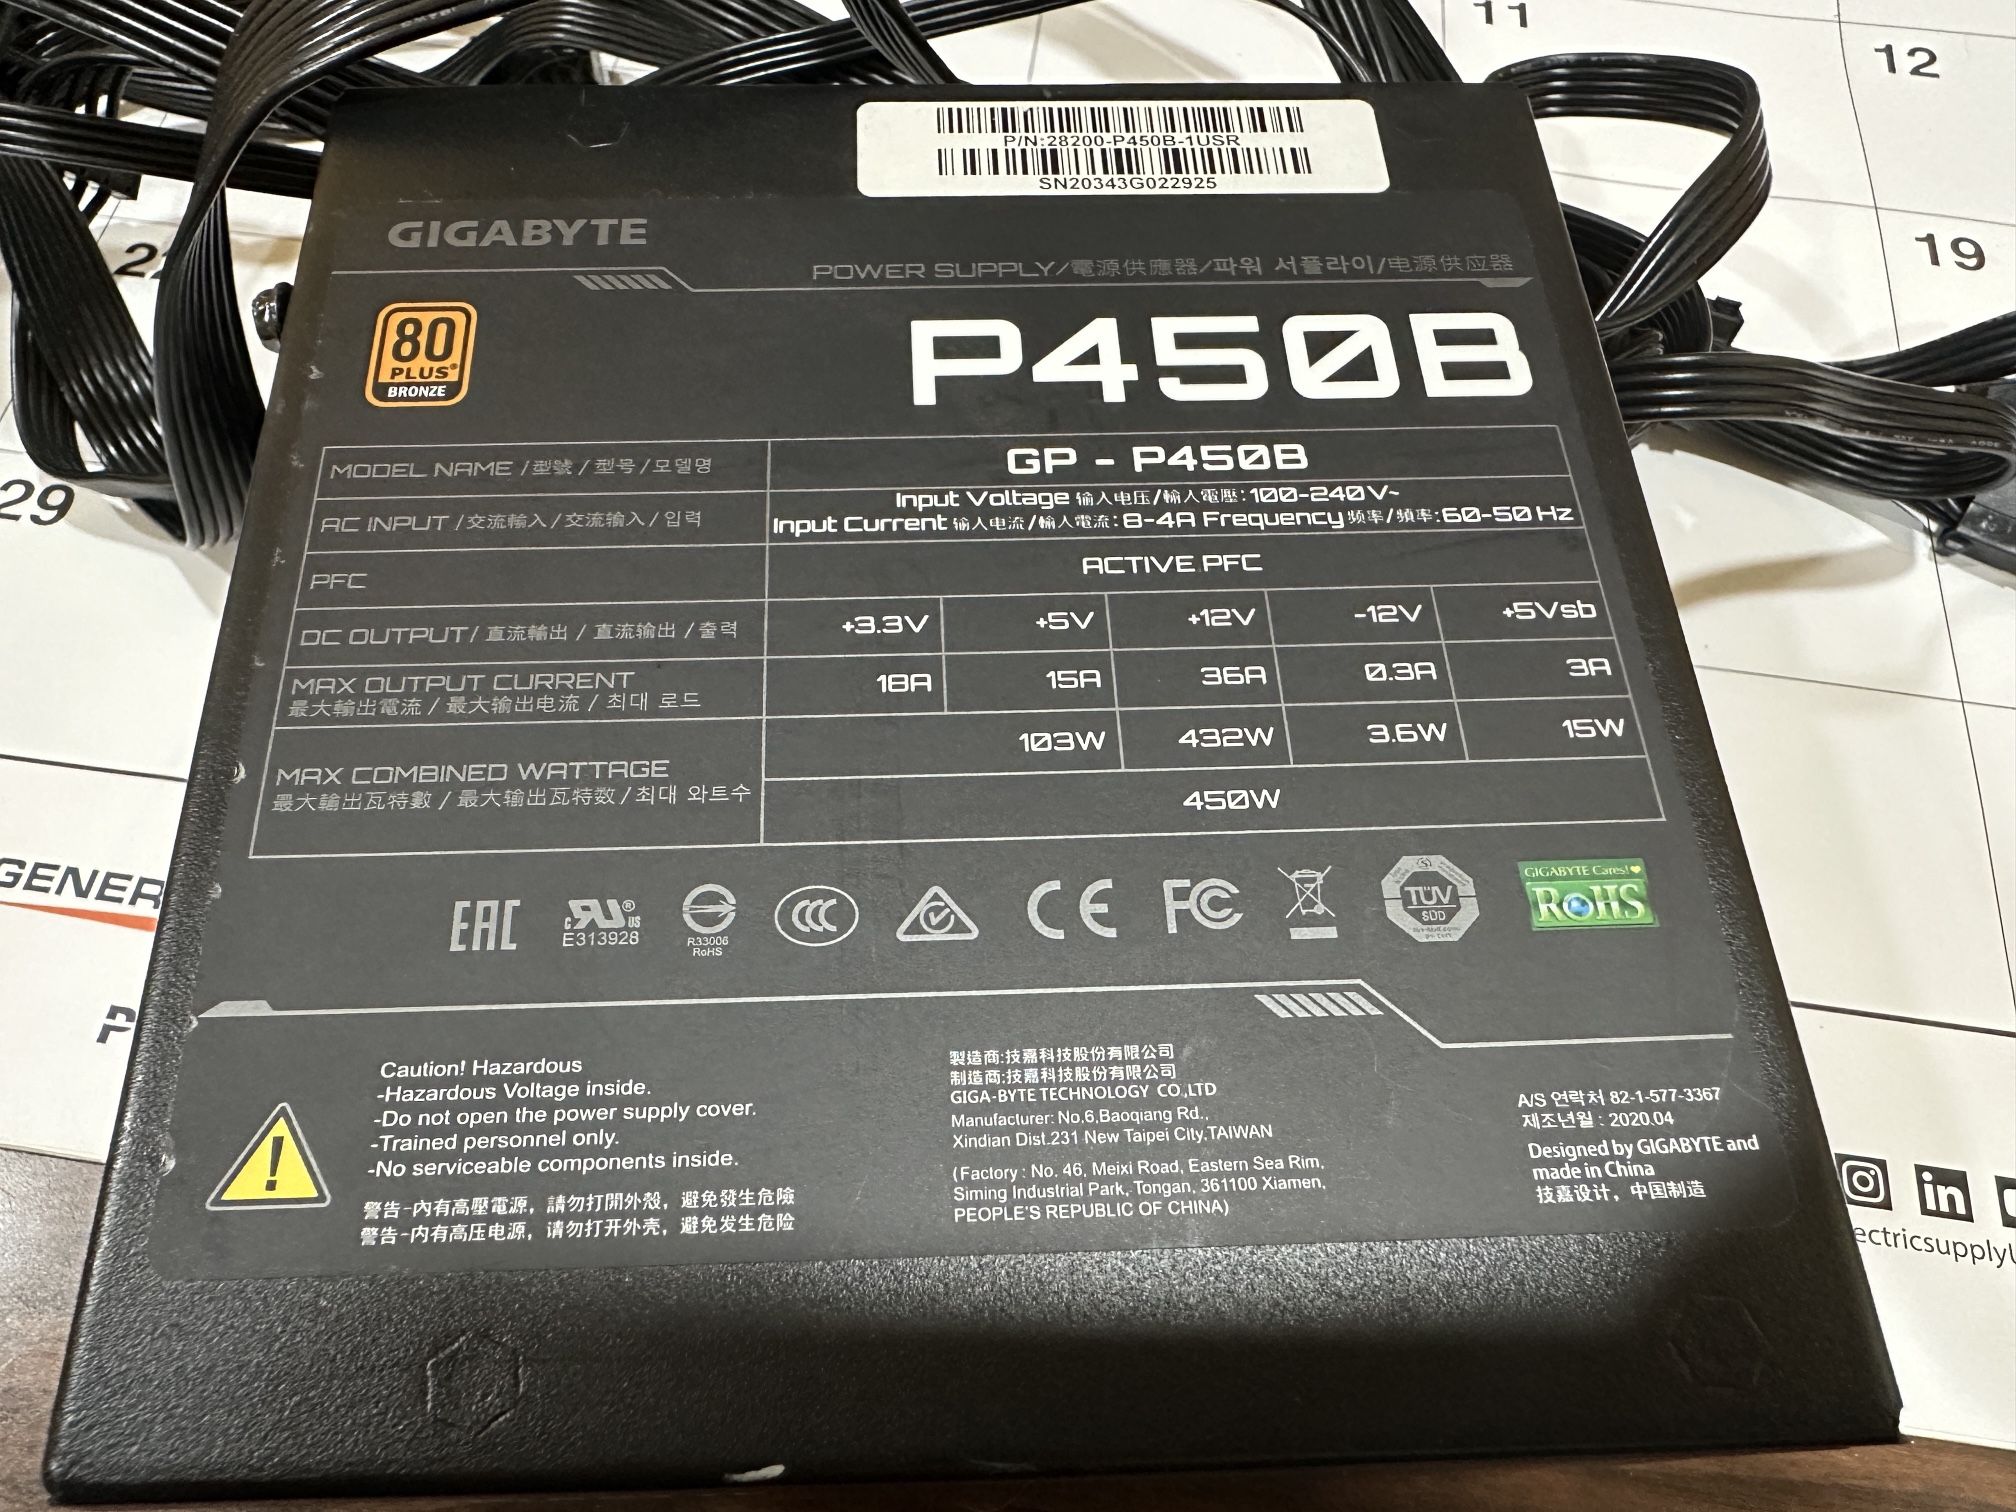 11
12
P/N:28200-P450B-1USR
SN20343G022925
19
GIGABYTE
POWER SUPPLY/電源供應器/파워 서플라이/电源供应器
80
PLUS®
BRONZE
P450B
29
MODEL NAME /型號 / 型号 / 모델명
GP - P450B
AC INPUT /交流輸入 /交流输入 / 입력
Input Voltage 输入电压/輸入電壓:100-240V~
Input Current 输入电流/輸入電流:8-4A Frequency 频率/頻率:60-50Hz
PFC
ACTIVE PFC
DC OUTPUT/ 直流輸出 / 直流输出 / 출력
+3.3V +5V +12V -12V +5Vsb
MAX OUTPUT CURRENT
最大輸出電流 / 最大输出电流 / 최대 로드
18A 15A 36A 0.3A 3A
MAX COMBINED WATTAGE
最大輸出瓦特數 / 最大输出瓦特数 / 최대 와트수
103W 432W 3.6W 15W
450W
GENER
EAC
c RU ® US
E313928
R33006
RoHS
CCC
CE
FC
TÜV
SÜD
GIGABYTE Cares!
RoHS
Caution! Hazardous
-Hazardous Voltage inside.
-Do not open the power supply cover.
-Trained personnel only.
-No serviceable components inside.
警告-內有高壓電源，請勿打開外殼，避免發生危險
警告-内有高压电源，请勿打开外壳，避免发生危险
製造商:技嘉科技股份有限公司
制造商:技嘉科技股份有限公司
GIGA-BYTE TECHNOLOGY CO.,LTD
Manufacturer: No.6,Baoqiang Rd.,
Xindian Dist.231 New Taipei City,TAIWAN
(Factory : No. 46, Meixi Road, Eastern Sea Rim,
Siming Industrial Park, Tongan, 361100 Xiamen,
PEOPLE'S REPUBLIC OF CHINA)
A/S 연락처 82-1-577-3367
제조년월 : 2020.04
Designed by GIGABYTE and
made in China
技嘉设计，中国制造
in
ectricsupply